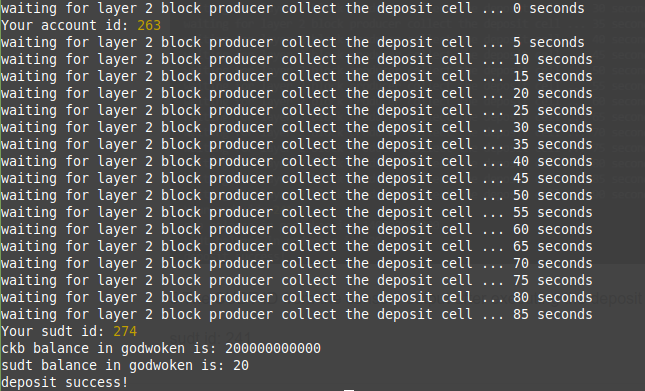 waiting for layer 2 block producer collect the deposit cell ... 0 seconds
Your account id: 263
waiting for layer 2 block producer collect the deposit cell ... 5 seconds
waiting for layer 2 block producer collect the deposit cell ... 10 seconds
waiting for layer 2 block producer collect the deposit cell ... 15 seconds
waiting for layer 2 block producer collect the deposit cell ... 20 seconds
waiting for layer 2 block producer collect the deposit cell ... 25 seconds
waiting for layer 2 block producer collect the deposit cell ... 30 seconds
waiting for layer 2 block producer collect the deposit cell ... 35 seconds
waiting for layer 2 block producer collect the deposit cell ... 40 seconds
waiting for layer 2 block producer collect the deposit cell ... 45 seconds
waiting for layer 2 block producer collect the deposit cell ... 50 seconds
waiting for layer 2 block producer collect the deposit cell ... 55 seconds
waiting for layer 2 block producer collect the deposit cell ... 60 seconds
waiting for layer 2 block producer collect the deposit cell ... 65 seconds
waiting for layer 2 block producer collect the deposit cell ... 70 seconds
waiting for layer 2 block producer collect the deposit cell ... 75 seconds
waiting for layer 2 block producer collect the deposit cell ... 80 seconds
waiting for layer 2 block producer collect the deposit cell ... 85 seconds
Your sudt id: 274
ckb balance in godwoken is: 200000000000
sudt balance in godwoken is: 20
deposit success!